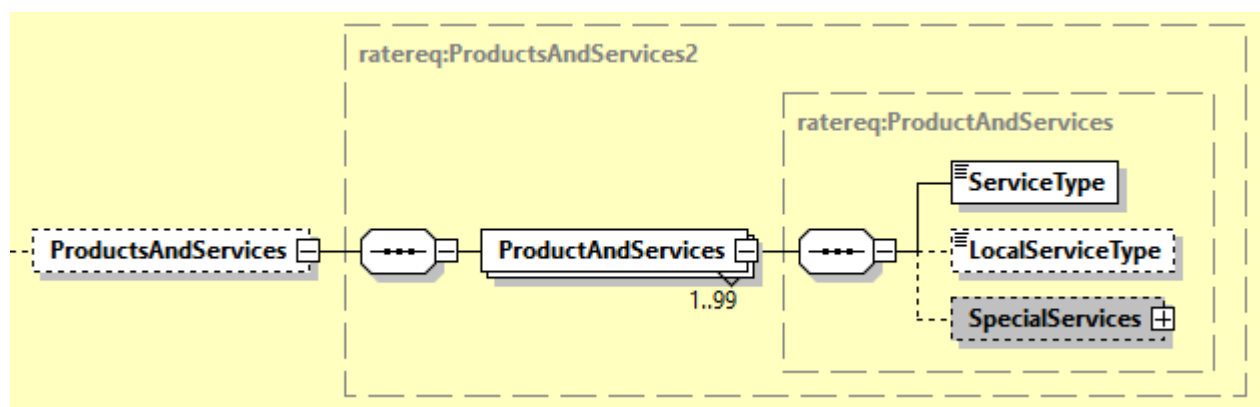 ratereq:ProductsAndServices2
ratereq:ProductAndServices
ServiceType
ProductsAndServices
ProductAndServices
LocalServiceType
1..99
SpecialServices